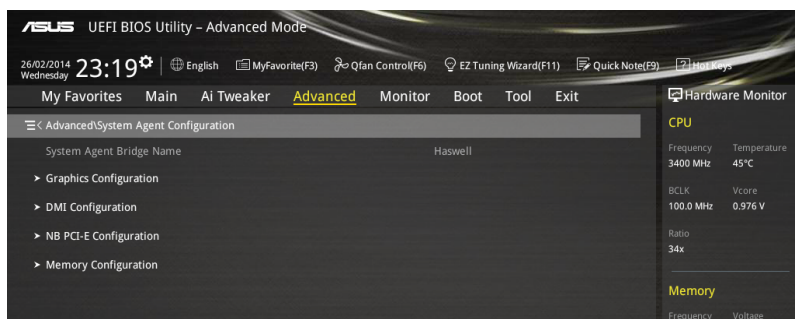 ASUS UEFI BIOS Utility – Advanced Mode
26/02/2014 Wednesday 23:19 English MyFavorite(F3) Qfan Control(F6) EZ Tuning Wizard(F11) Quick Note(F9) ? Hot Keys
My Favorites Main Ai Tweaker Advanced Monitor Boot Tool Exit
Hardware Monitor
< Advanced\System Agent Configuration
System Agent Bridge Name Haswell
> Graphics Configuration
> DMI Configuration
> NB PCI-E Configuration
> Memory Configuration
CPU
Frequency Temperature
3400 MHz 45°C
BCLK Vcore
100.0 MHz 0.976 V
Ratio
34x
Memory
Frequency Voltage